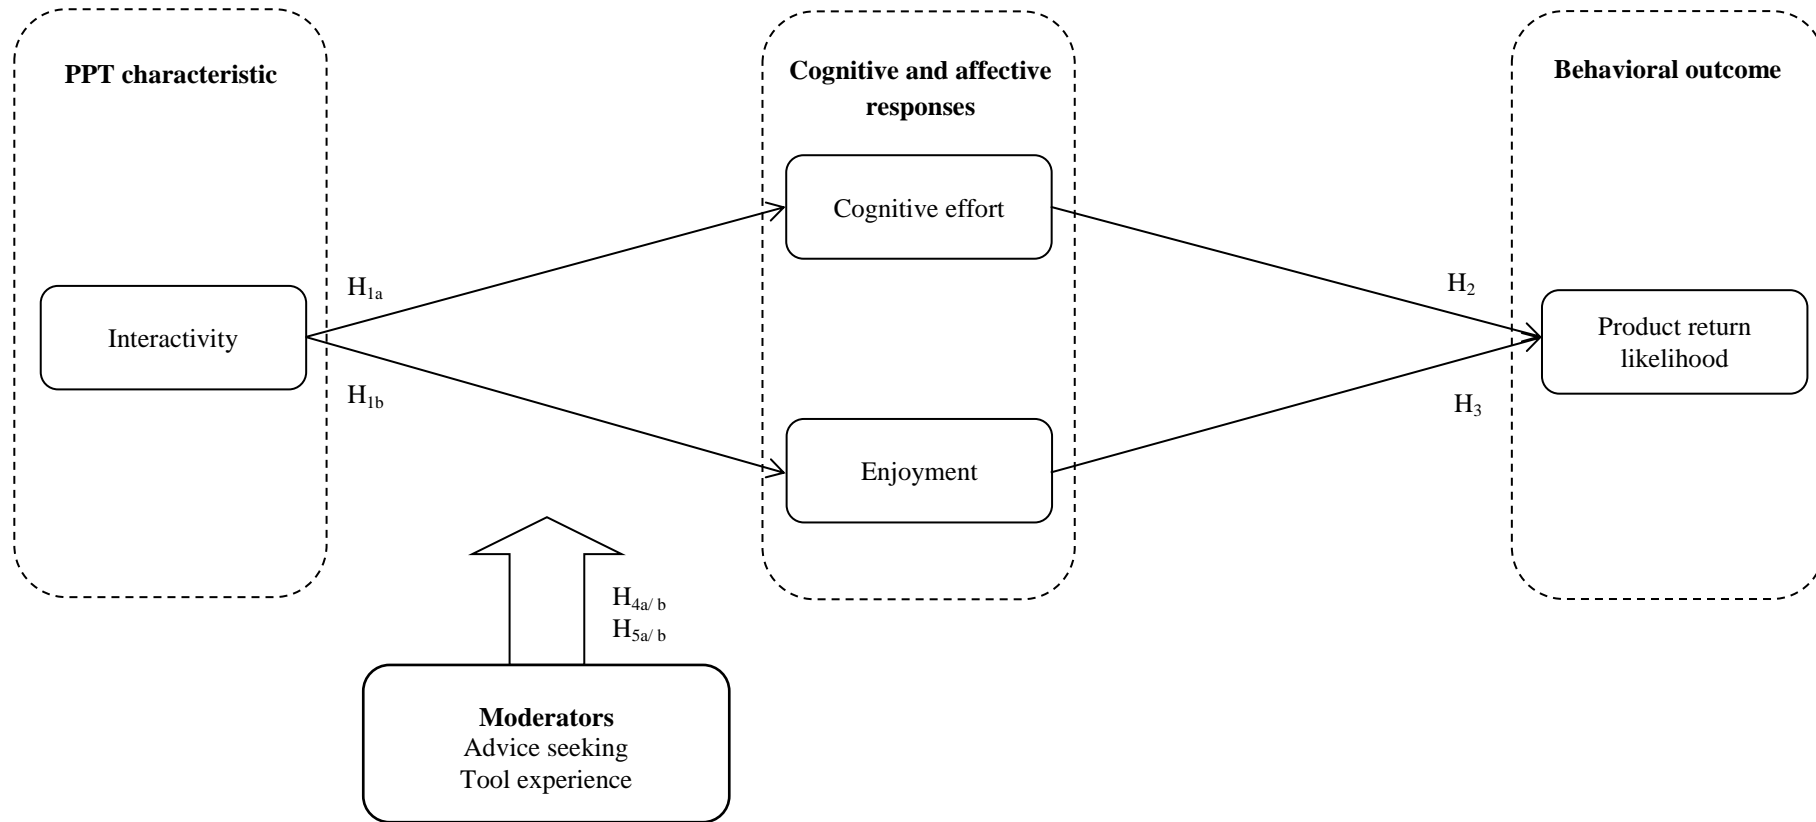 PPT characteristic
Cognitive and affective
responses
Behavioral outcome
Cognitive effort
H1a
H2
Interactivity
Product return
likelihood
H1b
H3
Enjoyment
H4a/ b
H5a/ b
Moderators
Advice seeking
Tool experience